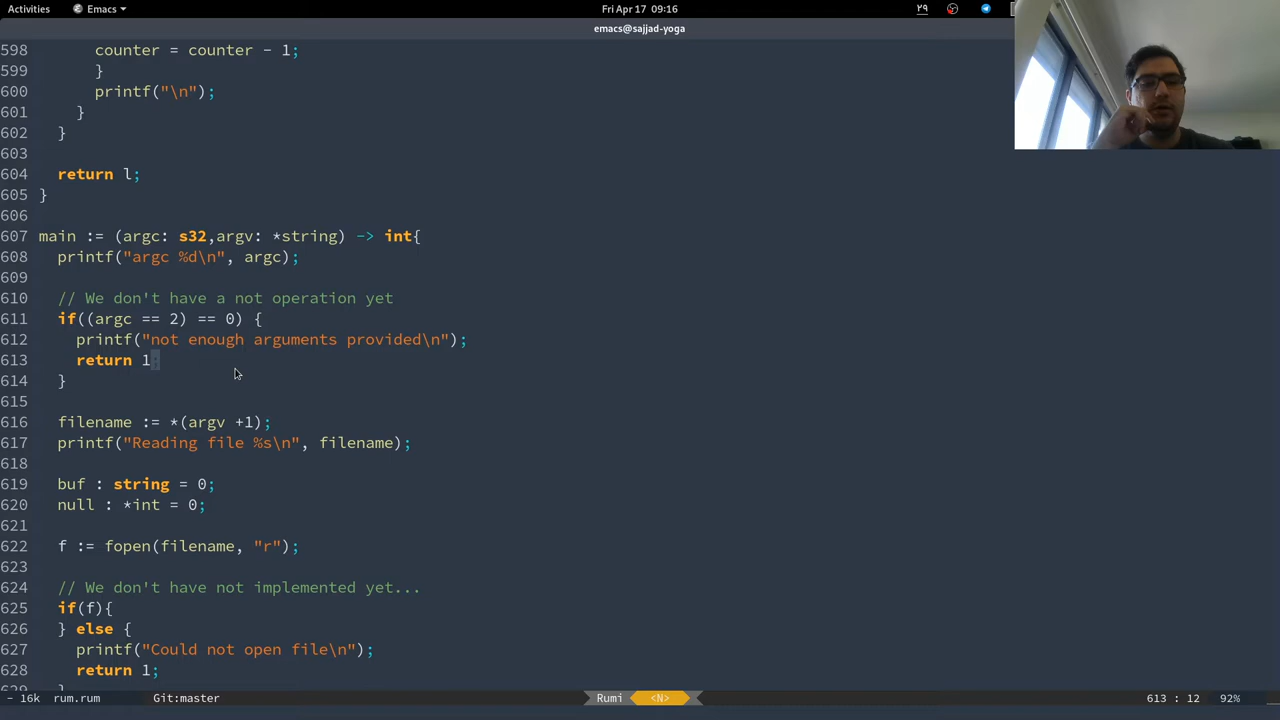 Activities Emacs Fri Apr 17 09:16 ٢٩
emacs@sajjad-yoga
598 counter = counter - 1;
599 }
600 printf("\n");
601 }
602 }
603
604 return l;
605 }
606
607 main := (argc: s32,argv: *string) -> int{
608 printf("argc %d\n", argc);
609
610 // We don't have a not operation yet
611 if((argc == 2) == 0) {
612 printf("not enough arguments provided\n");
613 return 1;
614 }
615
616 filename := *(argv +1);
617 printf("Reading file %s\n", filename);
618
619 buf : string = 0;
620 null : *int = 0;
621
622 f := fopen(filename, "r");
623
624 // We don't have not implemented yet...
625 if(f){
626 } else {
627 printf("Could not open file\n");
628 return 1;
629 }
- 16k rum.rum Git:master Rumi <N> 613 : 12 92%